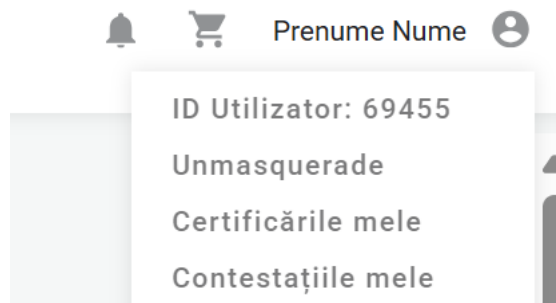 Prenume Nume
ID Utilizator: 69455
Unmasquerade
Certificările mele
Contestațiile mele